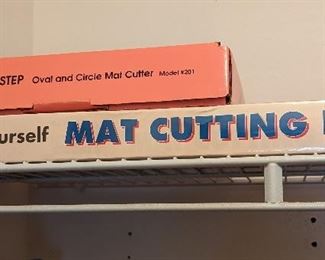 STEP Oval and Circle Mat Cutter Model #201
urself MAT CUTTING